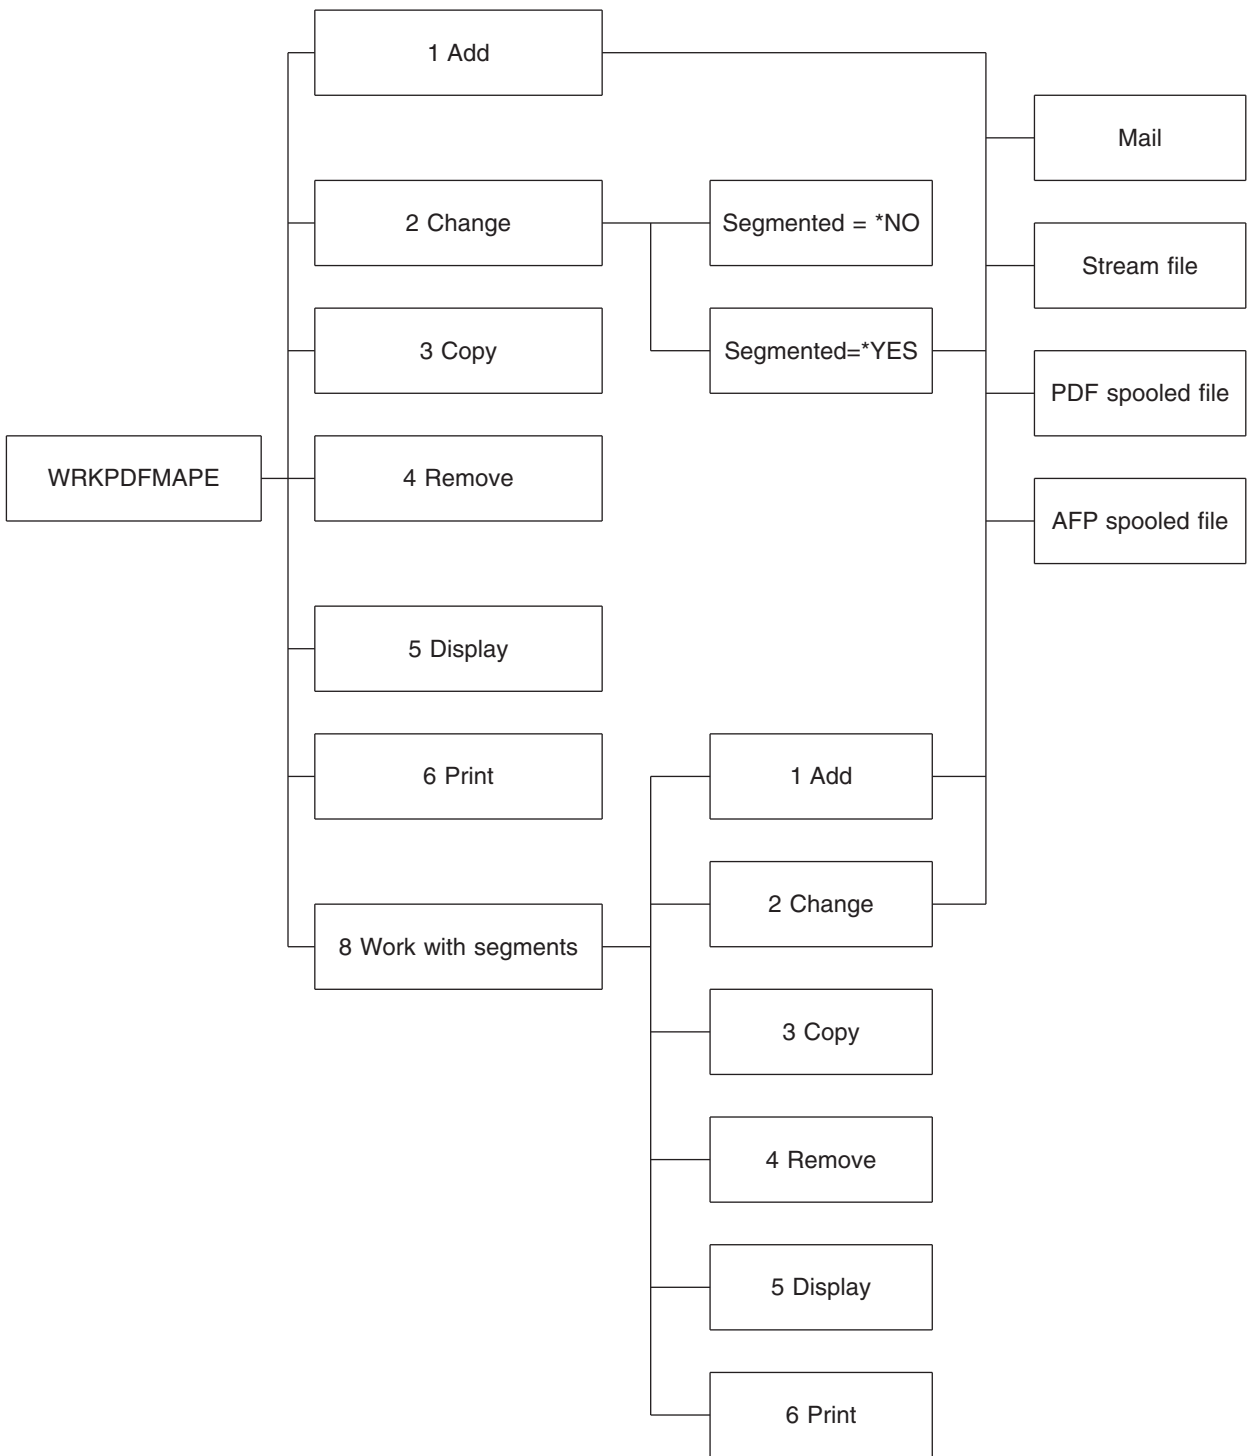 WRKPDFMAPE
1 Add
2 Change
3 Copy
4 Remove
5 Display
6 Print
8 Work with segments
Segmented = *NO
Segmented=*YES
1 Add
2 Change
3 Copy
4 Remove
5 Display
6 Print
Mail
Stream file
PDF spooled file
AFP spooled file